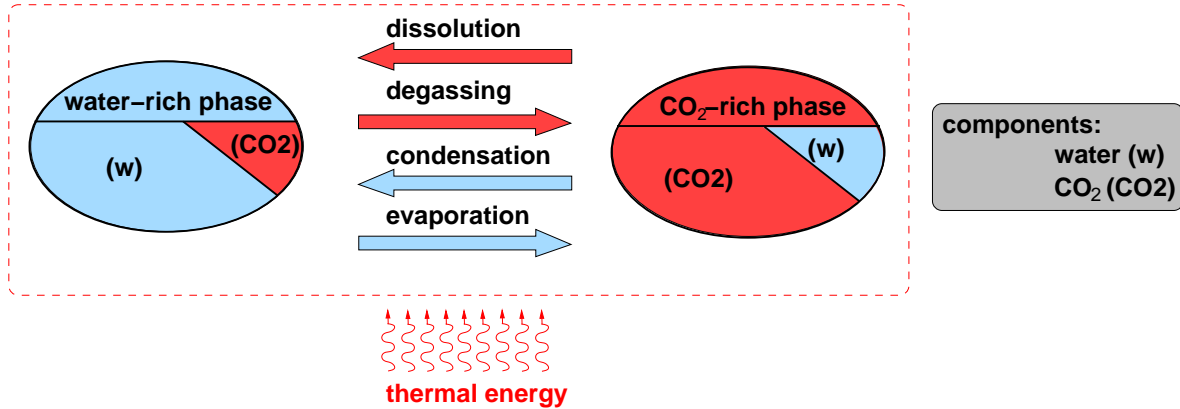 dissolution
degassing
condensation
evaporation
water–rich phase
(CO2)
(w)
CO₂–rich phase
(w)
(CO2)
components:
water (w)
CO₂ (CO2)
thermal energy